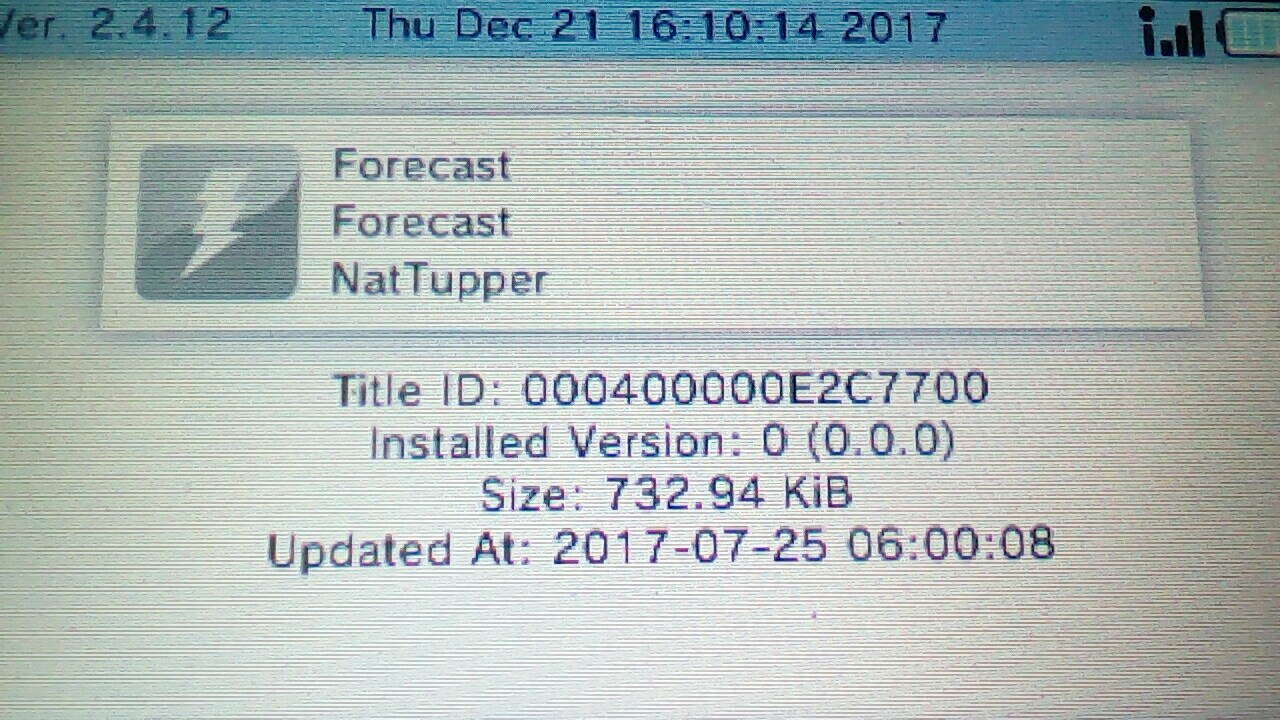 Ver. 2.4.12 Thu Dec 21 16:10:14 2017
Forecast
Forecast
NatTupper
Title ID: 000400000E2C7700
Installed Version: 0 (0.0.0)
Size: 732.94 KiB
Updated At: 2017-07-25 06:00:08